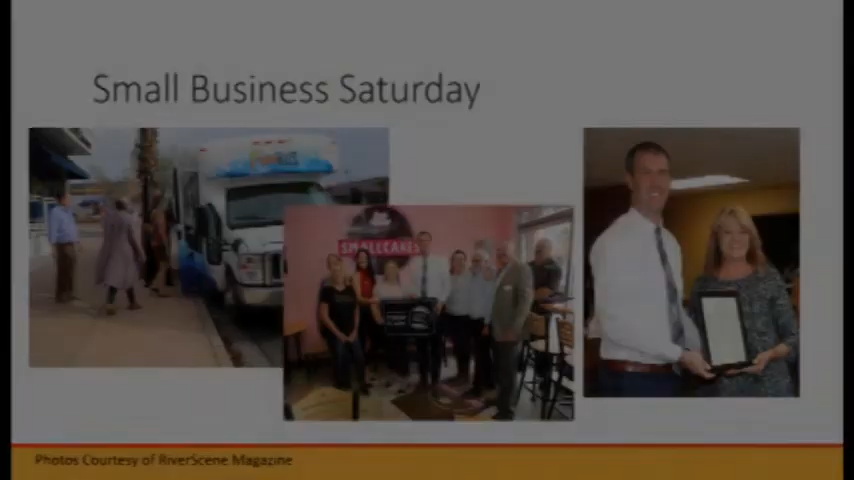 Small Business Saturday
SMALLCAKES
Photos Courtesy of RiverScene Magazine